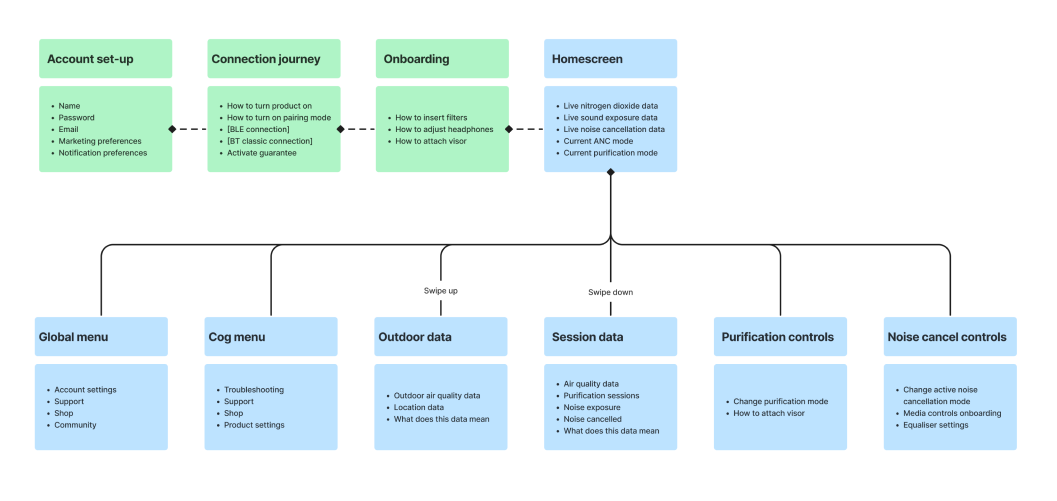 Account set-up
Name
Password
Email
Marketing preferences
Notification preferences
Connection journey
How to turn product on
How to turn on pairing mode
[BLE connection]
[BT classic connection]
Activate guarantee
Onboarding
How to insert filters
How to adjust headphones
How to attach visor
Homescreen
Live nitrogen dioxide data
Live sound exposure data
Live noise cancellation data
Current ANC mode
Current purification mode
Swipe up
Swipe down
Global menu
Account settings
Support
Shop
Community
Cog menu
Troubleshooting
Support
Shop
Product settings
Outdoor data
Outdoor air quality data
Location data
What does this data mean
Session data
Air quality data
Purification sessions
Noise exposure
Noise cancelled
What does this data mean
Purification controls
Change purification mode
How to attach visor
Noise cancel controls
Change active noise
cancellation mode
Media controls onboarding
Equaliser settings